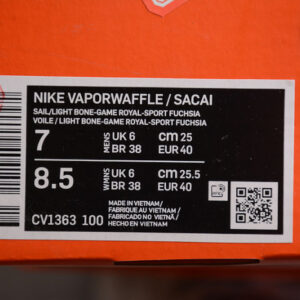 NIKE VAPORWAFFLE / SACAI
SAIL/LIGHT BONE-GAME ROYAL-SPORT FUCHSIA
VOILE / LIGHT BONE-GAME ROYAL-SPORT FUCHSIA
7 MENS UK 6 cm 25
BR 38 EUR 40
8.5 WMNS UK 6 cm 25.5
BR 38 EUR 40
CV1363 100
MADE IN VIETNAM /
FABRIQUE AU VIETNAM /
FABRICADO NO VIETNÃ /
HECHO EN VIETNAM